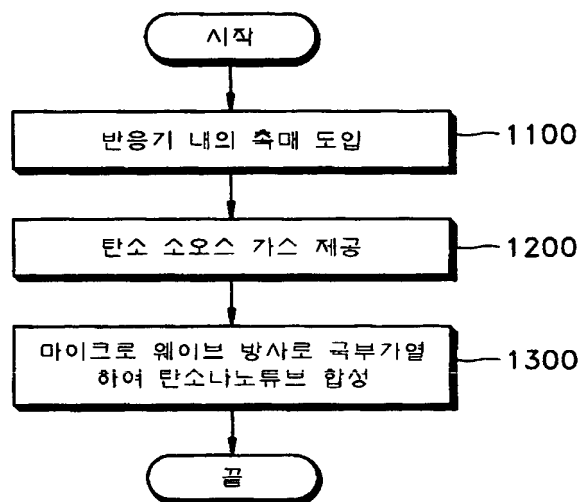 시작
반응기 내의 촉매 도입
1100
탄소 소오스 가스 제공
1200
마이크로 웨이브 방사로 국부가열
하여 탄소나노튜브 합성
1300
끝